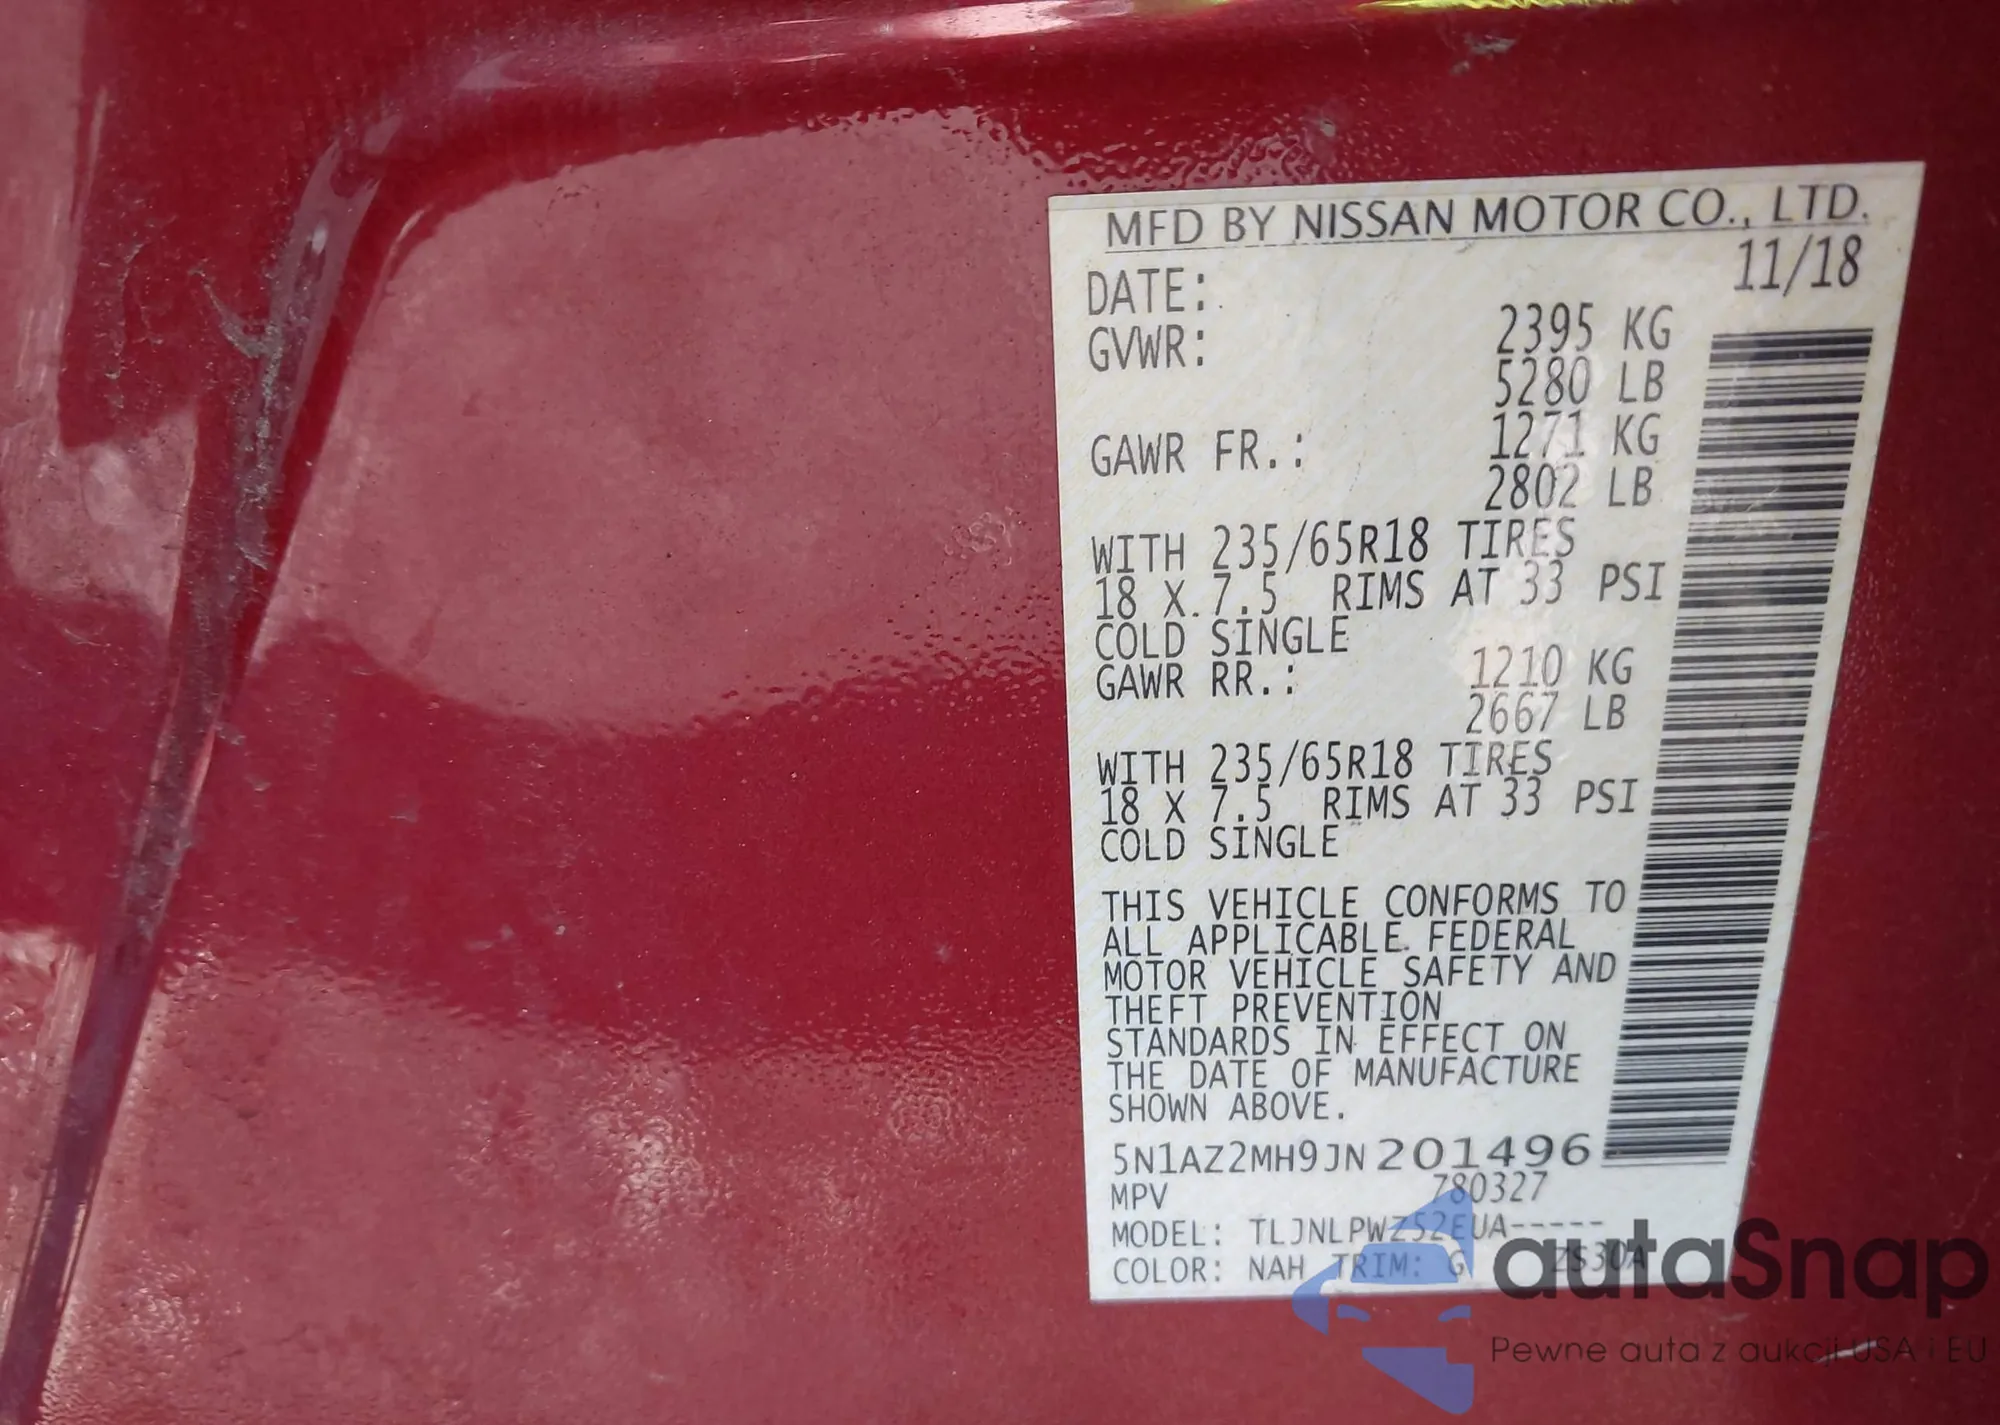 MFD BY NISSAN MOTOR CO., LTD.
DATE: 11/18
GVWR: 2395 KG
5280 LB
GAWR FR.: 1271 KG
2802 LB
WITH 235/65R18 TIRES
18 X 7.5 RIMS AT 33 PSI
COLD SINGLE
GAWR RR.: 1210 KG
2667 LB
WITH 235/65R18 TIRES
18 X 7.5 RIMS AT 33 PSI
COLD SINGLE
THIS VEHICLE CONFORMS TO
ALL APPLICABLE FEDERAL
MOTOR VEHICLE SAFETY AND
THEFT PREVENTION
STANDARDS IN EFFECT ON
THE DATE OF MANUFACTURE
SHOWN ABOVE.
5N1AZ2MH9JN201496
MPV 780327
MODEL: TLJNLPWZ52EUA-----
COLOR: NAH TRIM: G ZS30A
autaSnap
Pewne auta z aukcji USA i EU